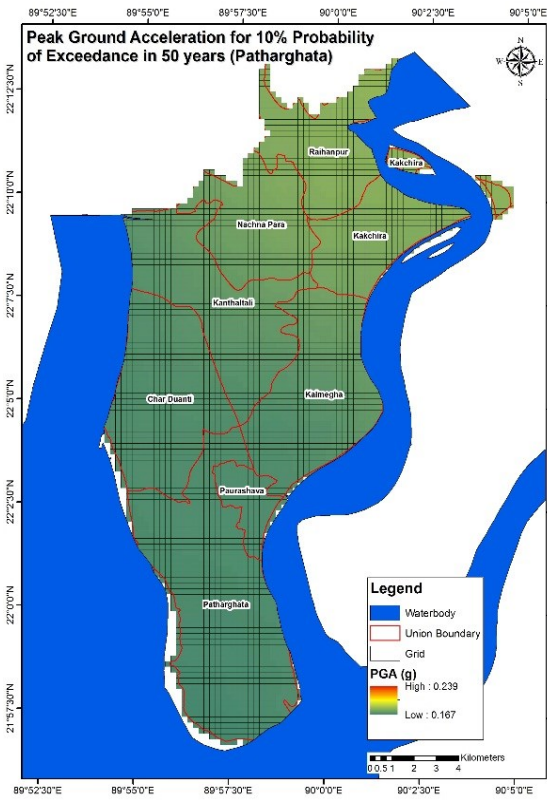 89°52'30"E 89°55'0"E 89°57'30"E 90°0'0"E 90°2'30"E 90°5'0"E
Peak Ground Acceleration for 10% Probability
of Exceedance in 50 years (Patharghata)
N
W E
S
22°12'30"N
Raihanpur
Kakchira
22°10'0"N
Nachna Para
Kakchira
22°7'30"N
Kanthaltali
22°5'0"N
Char Duanti
Kalmegha
22°2'30"N
Paurashava
22°0'0"N
Patharghata
21°57'30"N
Legend
Waterbody
Union Boundary
Grid
PGA (g)
High : 0.239
Low : 0.167
Kilometers
0 0.5 1 2 3 4
89°52'30"E 89°55'0"E 89°57'30"E 90°0'0"E 90°2'30"E 90°5'0"E